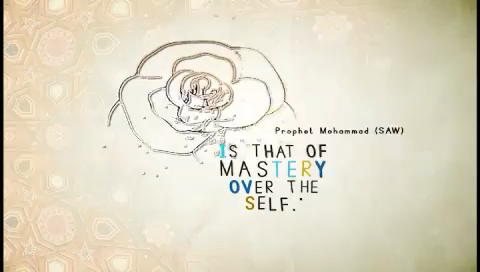 Prophet Mohammad (SAW)
IS THAT OF
MASTERY
OVER THE
SELF."